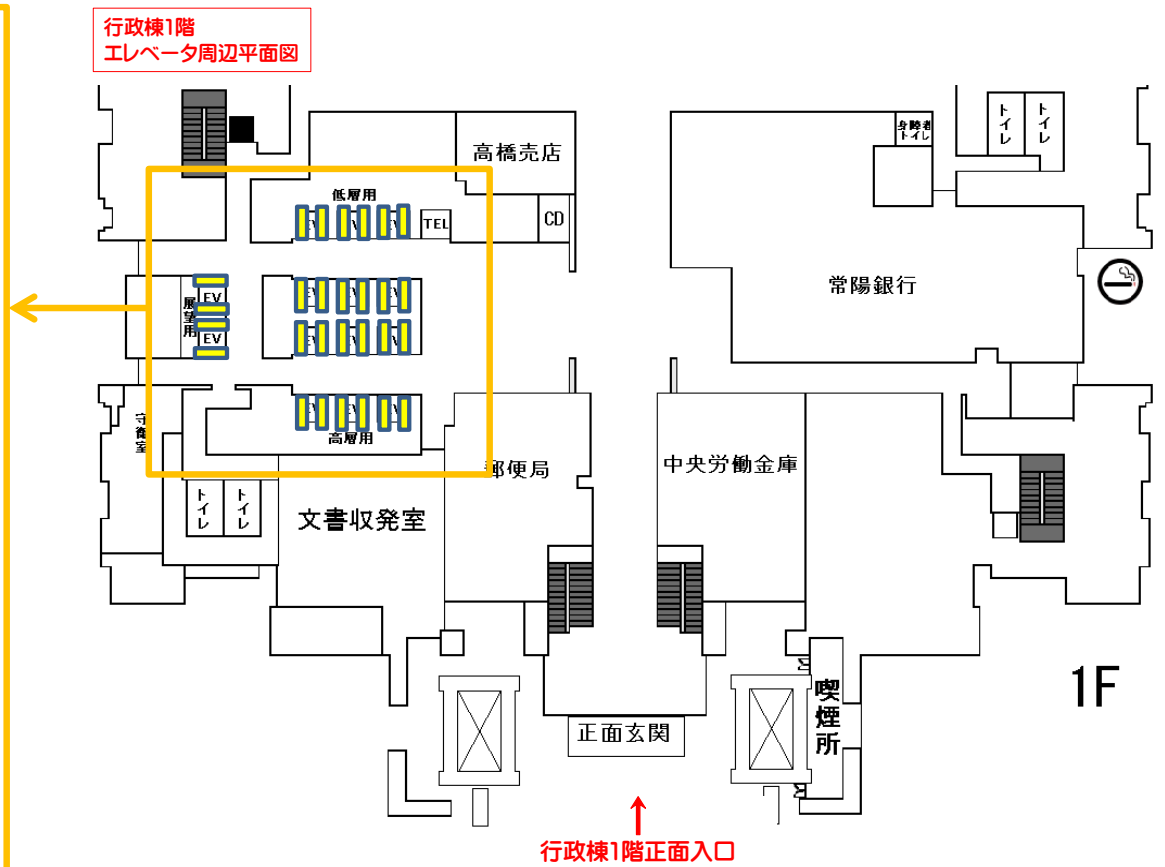 行政棟1階
エレベータ周辺平面図
トイレ
トイレ
身障者
トイレ
高橋売店
低層用
TEL
CD
常陽銀行
展望用
EV
EV
高層用
守衛室
郵便局
中央労働金庫
トイレ
トイレ
文書収発室
1F
喫煙所
正面玄関
行政棟1階正面入口